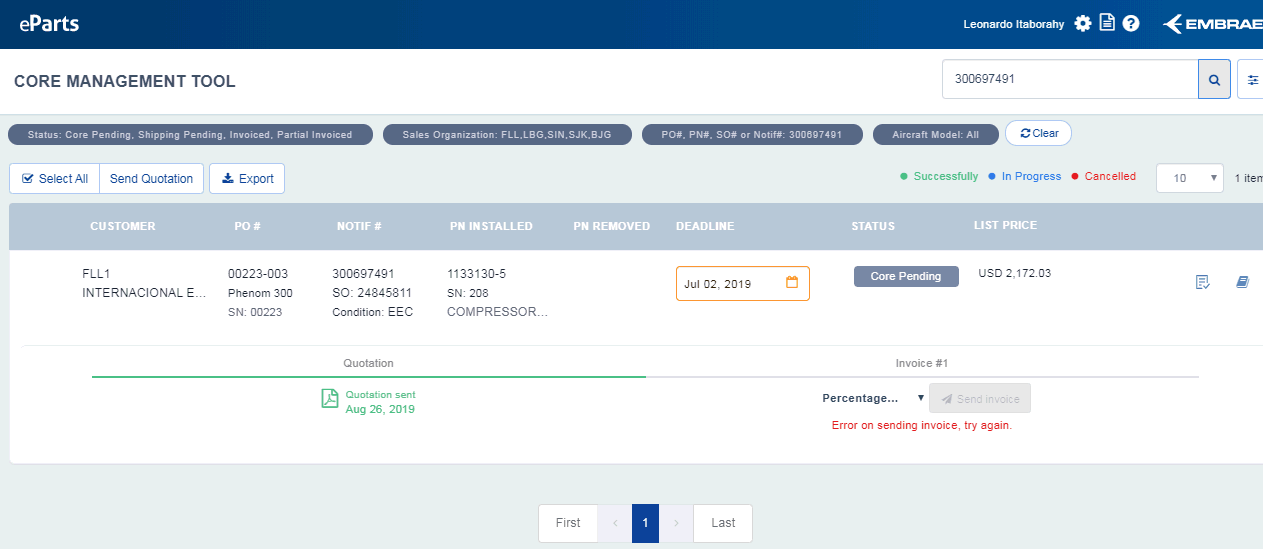 eParts
Leonardo Itaborahy
EMBRAE
CORE MANAGEMENT TOOL
300697491
Status: Core Pending, Shipping Pending, Invoiced, Partial Invoiced
Sales Organization: FLL,LBG,SIN,SJK,BJG
PO#, PN#, SO# or Notif#: 300697491
Aircraft Model: All
Clear
Select All
Send Quotation
Export
Successfully
In Progress
Cancelled
10
1 item
CUSTOMER PO # NOTIF # PN INSTALLED PN REMOVED DEADLINE STATUS LIST PRICE
FLL1 00223-003 300697491 1133130-5 Jul 02, 2019 Core Pending USD 2,172.03
INTERNACIONAL E... Phenom 300 SO: 24845811 SN: 208
SN: 00223 Condition: EEC COMPRESSOR...
Quotation
Invoice #1
Quotation sent
Aug 26, 2019
Percentage...
Send invoice
Error on sending invoice, try again.
First ‹ 1 › Last